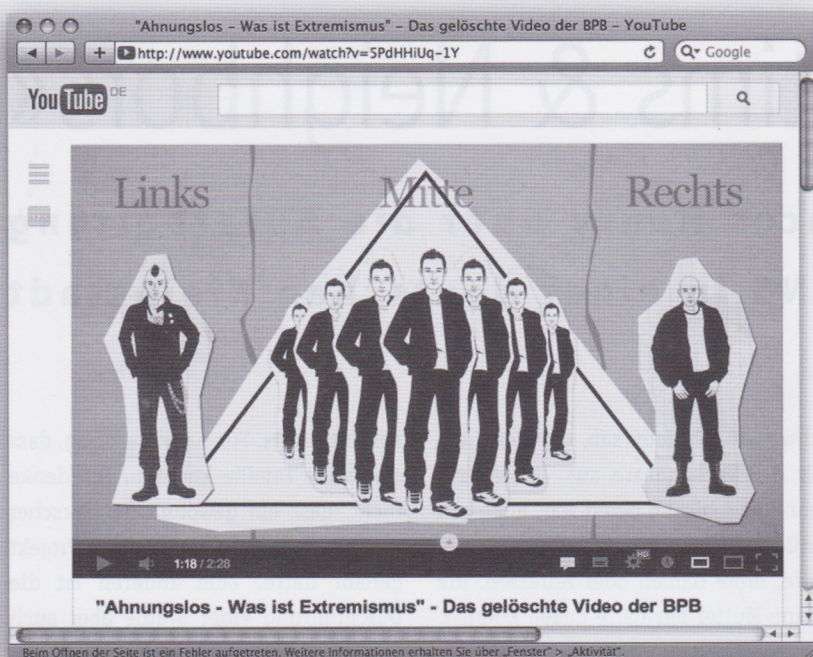 "Ahnungslos - Was ist Extremismus" - Das gelöschte Video der BPB - YouTube
http://www.youtube.com/watch?v=SPdHHiUq-1Y
Google
YouTube DE
Links Mitte Rechts
1:18 / 2:28
HD
"Ahnungslos - Was ist Extremismus" - Das gelöschte Video der BPB
Beim Öffnen der Seite ist ein Fehler aufgetreten. Weitere Informationen erhalten Sie über „Fenster" > „Aktivität".